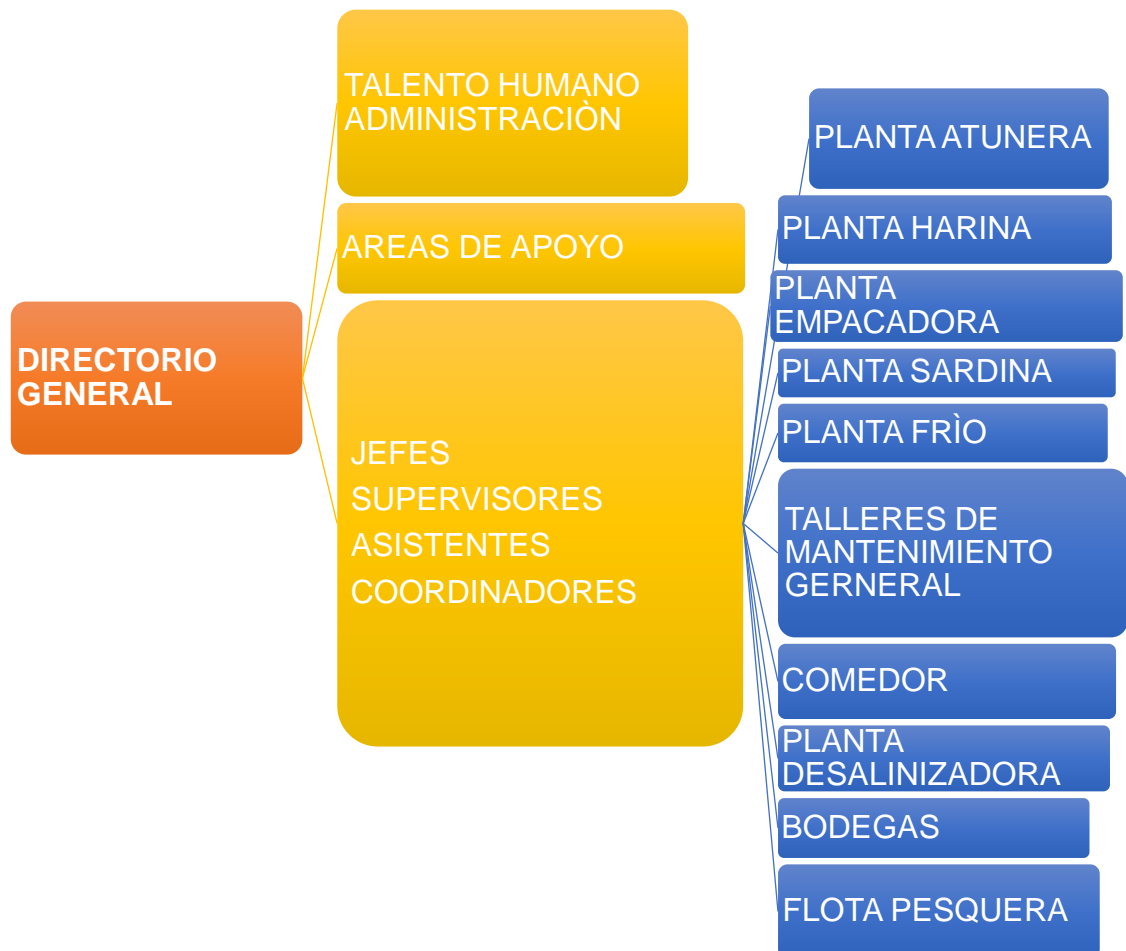 DIRECTORIO
GENERAL
TALENTO HUMANO
ADMINISTRACIÒN
AREAS DE APOYO
JEFES
SUPERVISORES
ASISTENTES
COORDINADORES
PLANTA ATUNERA
PLANTA HARINA
PLANTA
EMPACADORA
PLANTA SARDINA
PLANTA FRÌO
TALLERES DE
MANTENIMIENTO
GERNERAL
COMEDOR
PLANTA
DESALINIZADORA
BODEGAS
FLOTA PESQUERA